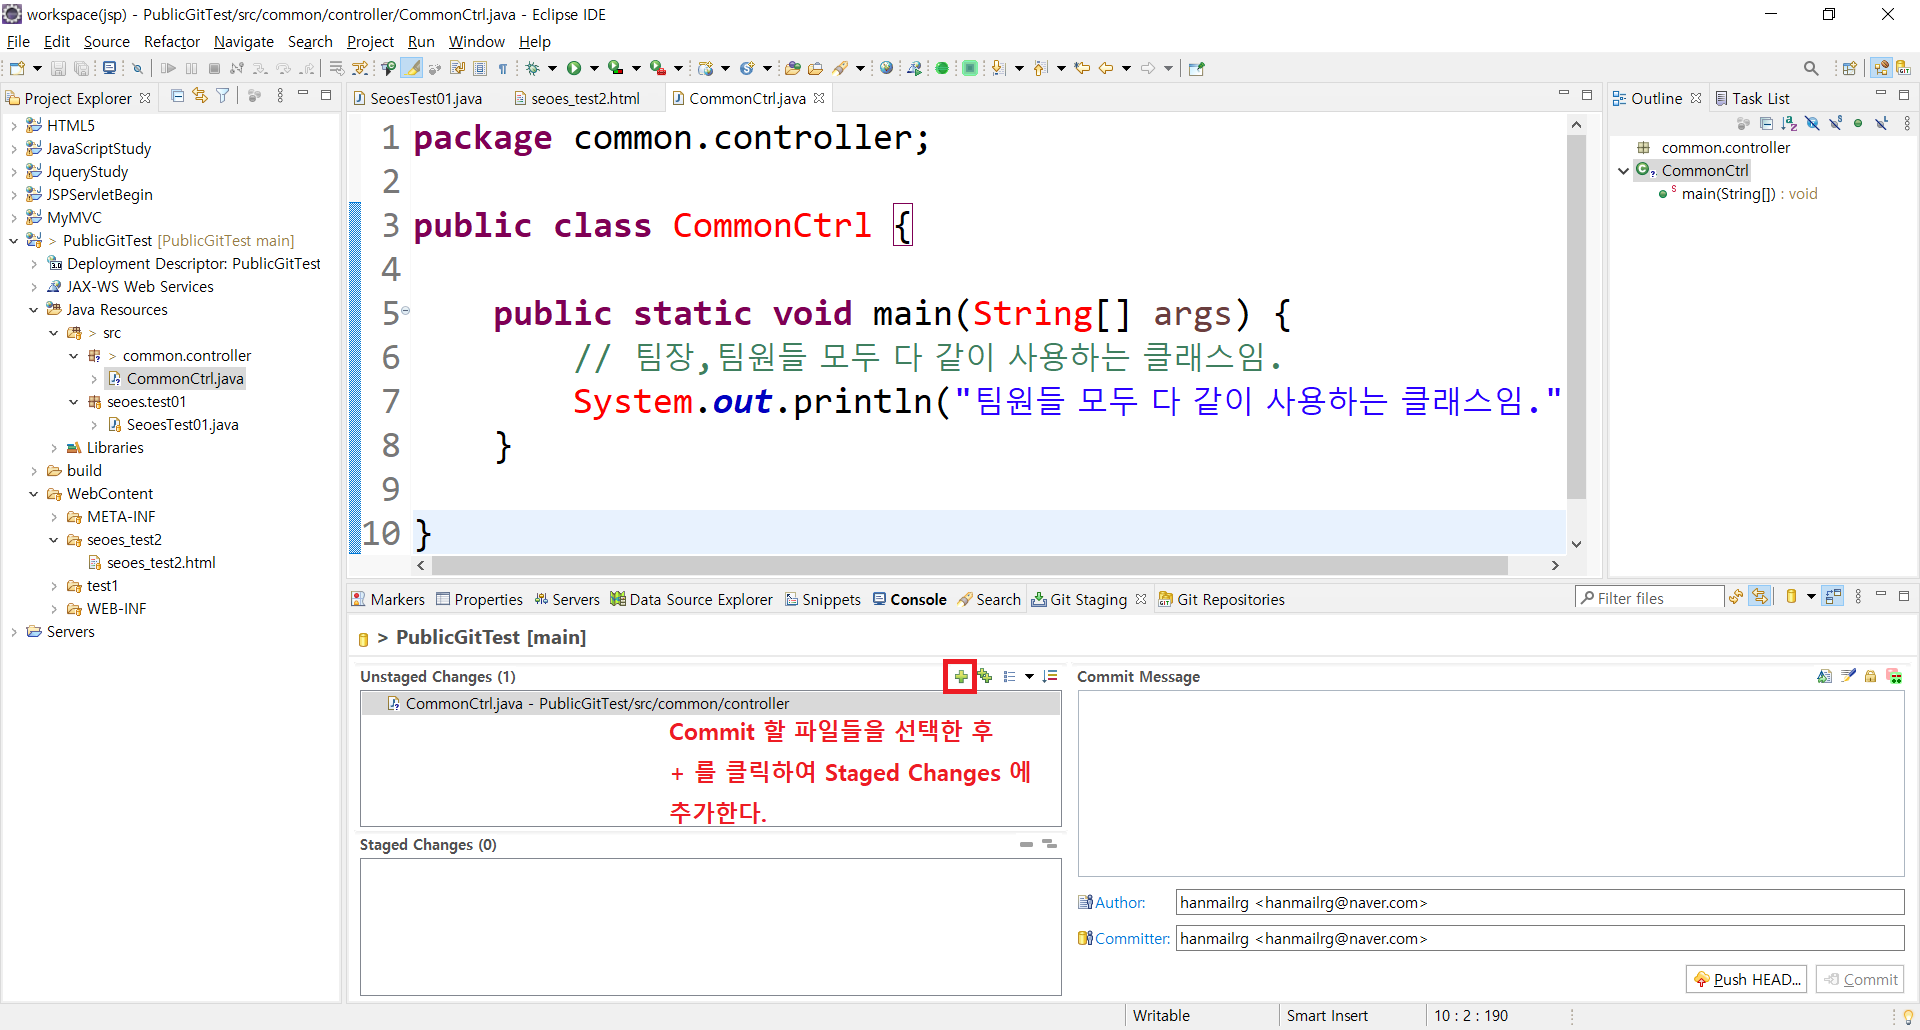 workspace(jsp) - PublicGitTest/src/common/controller/CommonCtrl.java - Eclipse IDE
File Edit Source Refactor Navigate Search Project Run Window Help
Project Explorer
HTML5
JavaScriptStudy
JqueryStudy
JSPServletBegin
MyMVC
> PublicGitTest [PublicGitTest main]
Deployment Descriptor: PublicGitTest
JAX-WS Web Services
Java Resources
> src
> common.controller
CommonCtrl.java
seoes.test01
SeoesTest01.java
Libraries
build
WebContent
META-INF
seoes_test2
seoes_test2.html
test1
WEB-INF
Servers
SeoesTest01.java seoes_test2.html CommonCtrl.java
1 package common.controller;
2
3 public class CommonCtrl {
4
5 public static void main(String[] args) {
6 // 팀장,팀원들 모두 다 같이 사용하는 클래스임.
7 System.out.println("팀원들 모두 다 같이 사용하는 클래스임."
8 }
9
10 }
Outline Task List
common.controller
CommonCtrl
main(String[]) : void
Markers Properties Servers Data Source Explorer Snippets Console Search Git Staging Git Repositories
Filter files
> PublicGitTest [main]
Unstaged Changes (1)
CommonCtrl.java - PublicGitTest/src/common/controller
Commit 할 파일들을 선택한 후
+ 를 클릭하여 Staged Changes 에
추가한다.
Staged Changes (0)
Commit Message
Author: hanmailrg <hanmailrg@naver.com>
Committer: hanmailrg <hanmailrg@naver.com>
Push HEAD... Commit
Writable Smart Insert 10 : 2 : 190